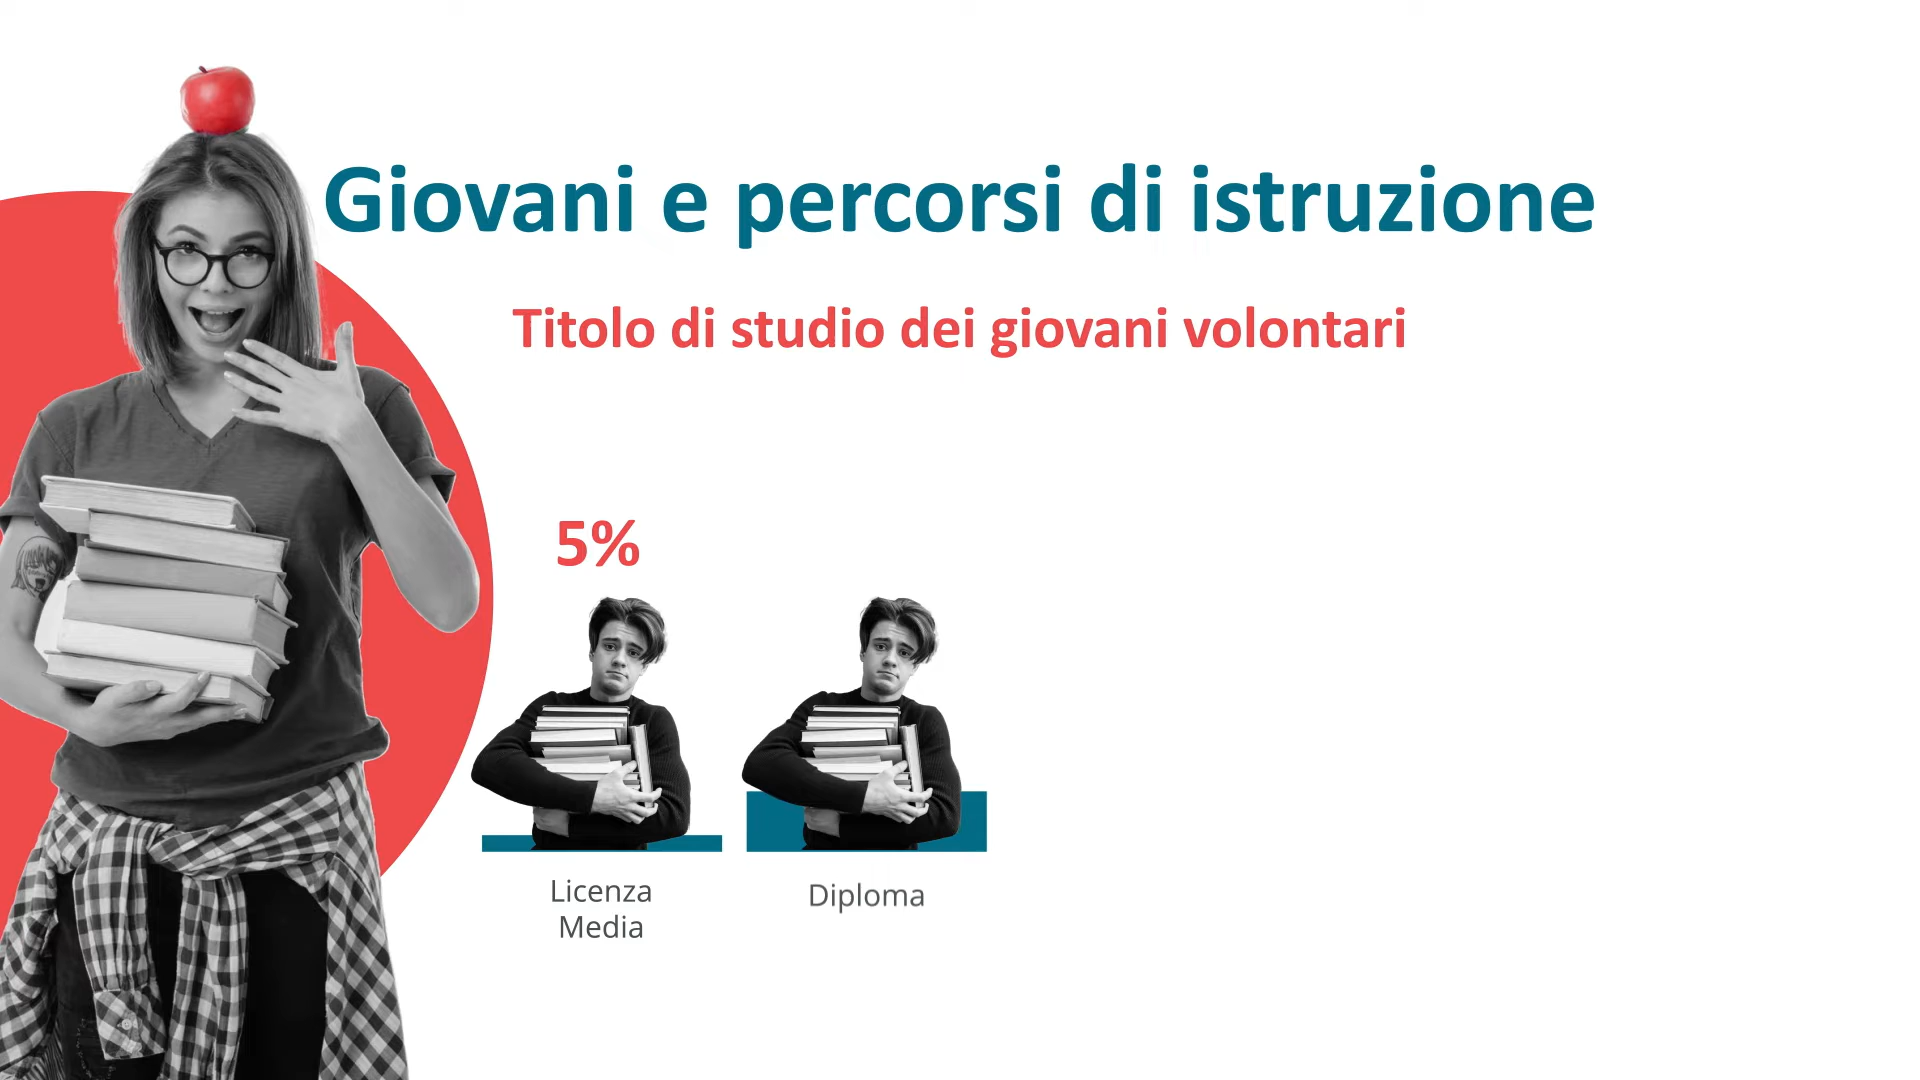 Giovani e percorsi di istruzione
Titolo di studio dei giovani volontari
5%
Licenza
Media
Diploma